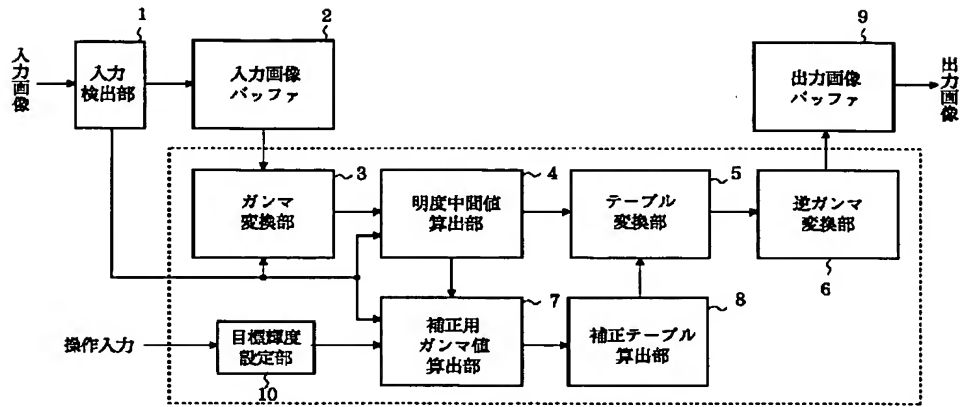 1
2
9
入力画像
入力
検出部
入力画像
バッファ
出力画像
バッファ
出力画像
3
4
5
ガンマ
変換部
明度中間値
算出部
テーブル
変換部
逆ガンマ
変換部
6
7
8
操作入力
目標輝度
設定部
補正用
ガンマ値
算出部
補正テーブル
算出部
10